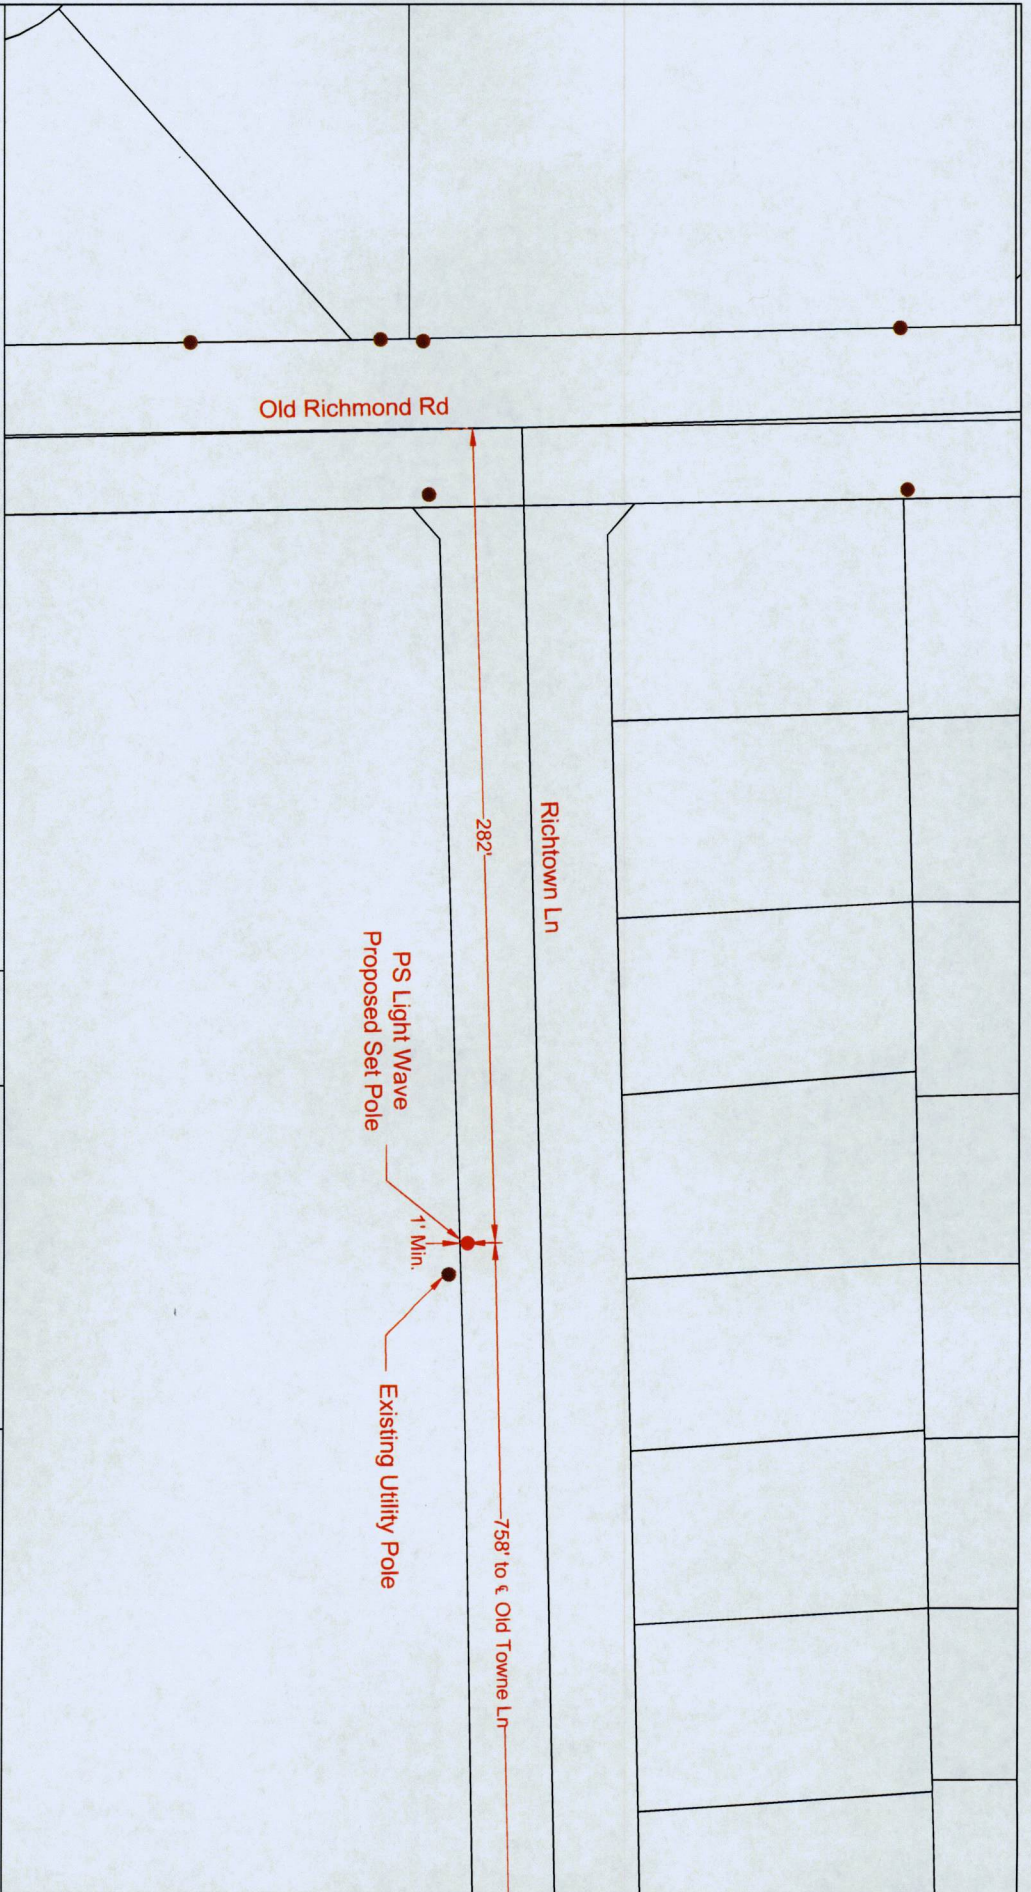 Old Richmond Rd
282'
Richtown Ln
PS Light Wave
Proposed Set Pole
1' Min.
Existing Utility Pole
758' to ℄ Old Towne Ln